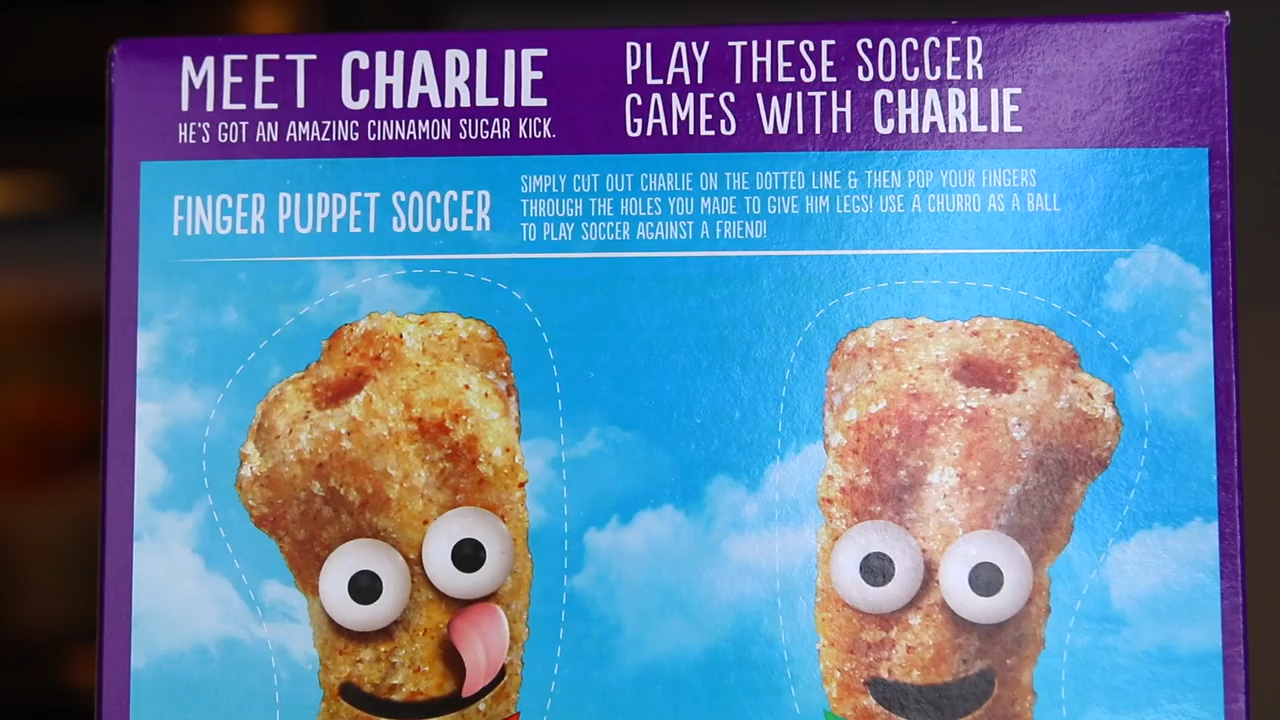 MEET CHARLIE
HE'S GOT AN AMAZING CINNAMON SUGAR KICK.
PLAY THESE SOCCER
GAMES WITH CHARLIE
FINGER PUPPET SOCCER
SIMPLY CUT OUT CHARLIE ON THE DOTTED LINE & THEN POP YOUR FINGERS
THROUGH THE HOLES YOU MADE TO GIVE HIM LEGS! USE A CHURRO AS A BALL
TO PLAY SOCCER AGAINST A FRIEND!